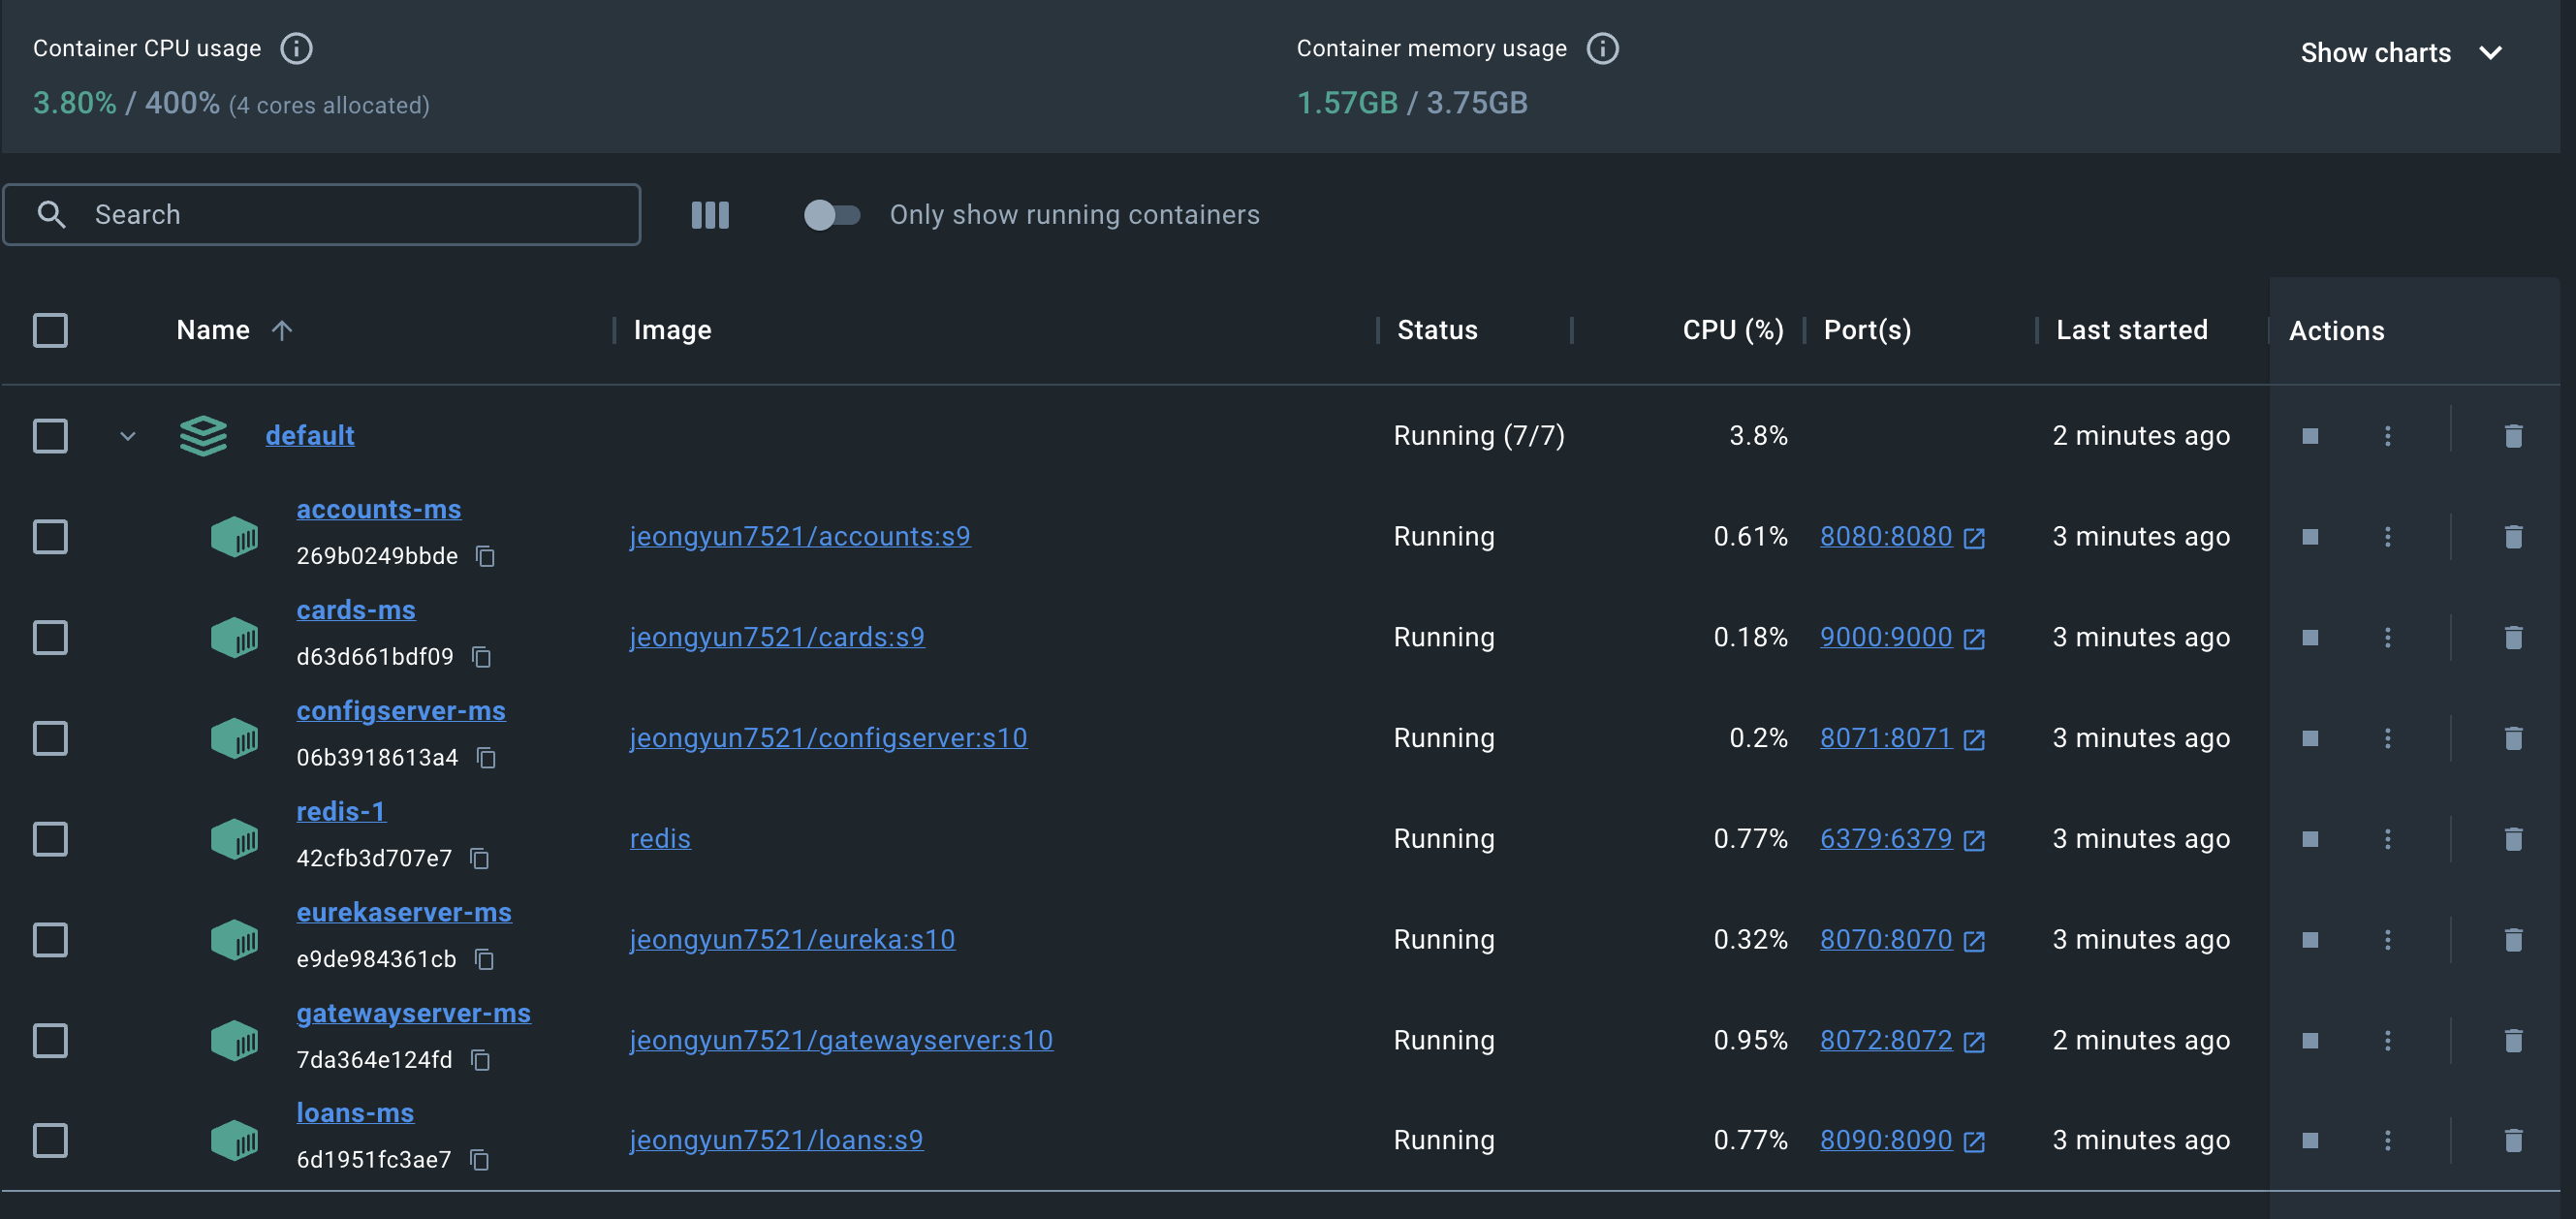 Container CPU usage
3.80% / 400% (4 cores allocated)
Container memory usage
1.57GB / 3.75GB
Show charts
Search
Only show running containers
Name Image Status CPU (%) Port(s) Last started Actions
default Running (7/7) 3.8% 2 minutes ago
accounts-ms
269b0249bbde
jeongyun7521/accounts:s9 Running 0.61% 8080:8080 3 minutes ago
cards-ms
d63d661bdf09
jeongyun7521/cards:s9 Running 0.18% 9000:9000 3 minutes ago
configserver-ms
06b3918613a4
jeongyun7521/configserver:s10 Running 0.2% 8071:8071 3 minutes ago
redis-1
42cfb3d707e7
redis Running 0.77% 6379:6379 3 minutes ago
eurekaserver-ms
e9de984361cb
jeongyun7521/eureka:s10 Running 0.32% 8070:8070 3 minutes ago
gatewayserver-ms
7da364e124fd
jeongyun7521/gatewayserver:s10 Running 0.95% 8072:8072 2 minutes ago
loans-ms
6d1951fc3ae7
jeongyun7521/loans:s9 Running 0.77% 8090:8090 3 minutes ago